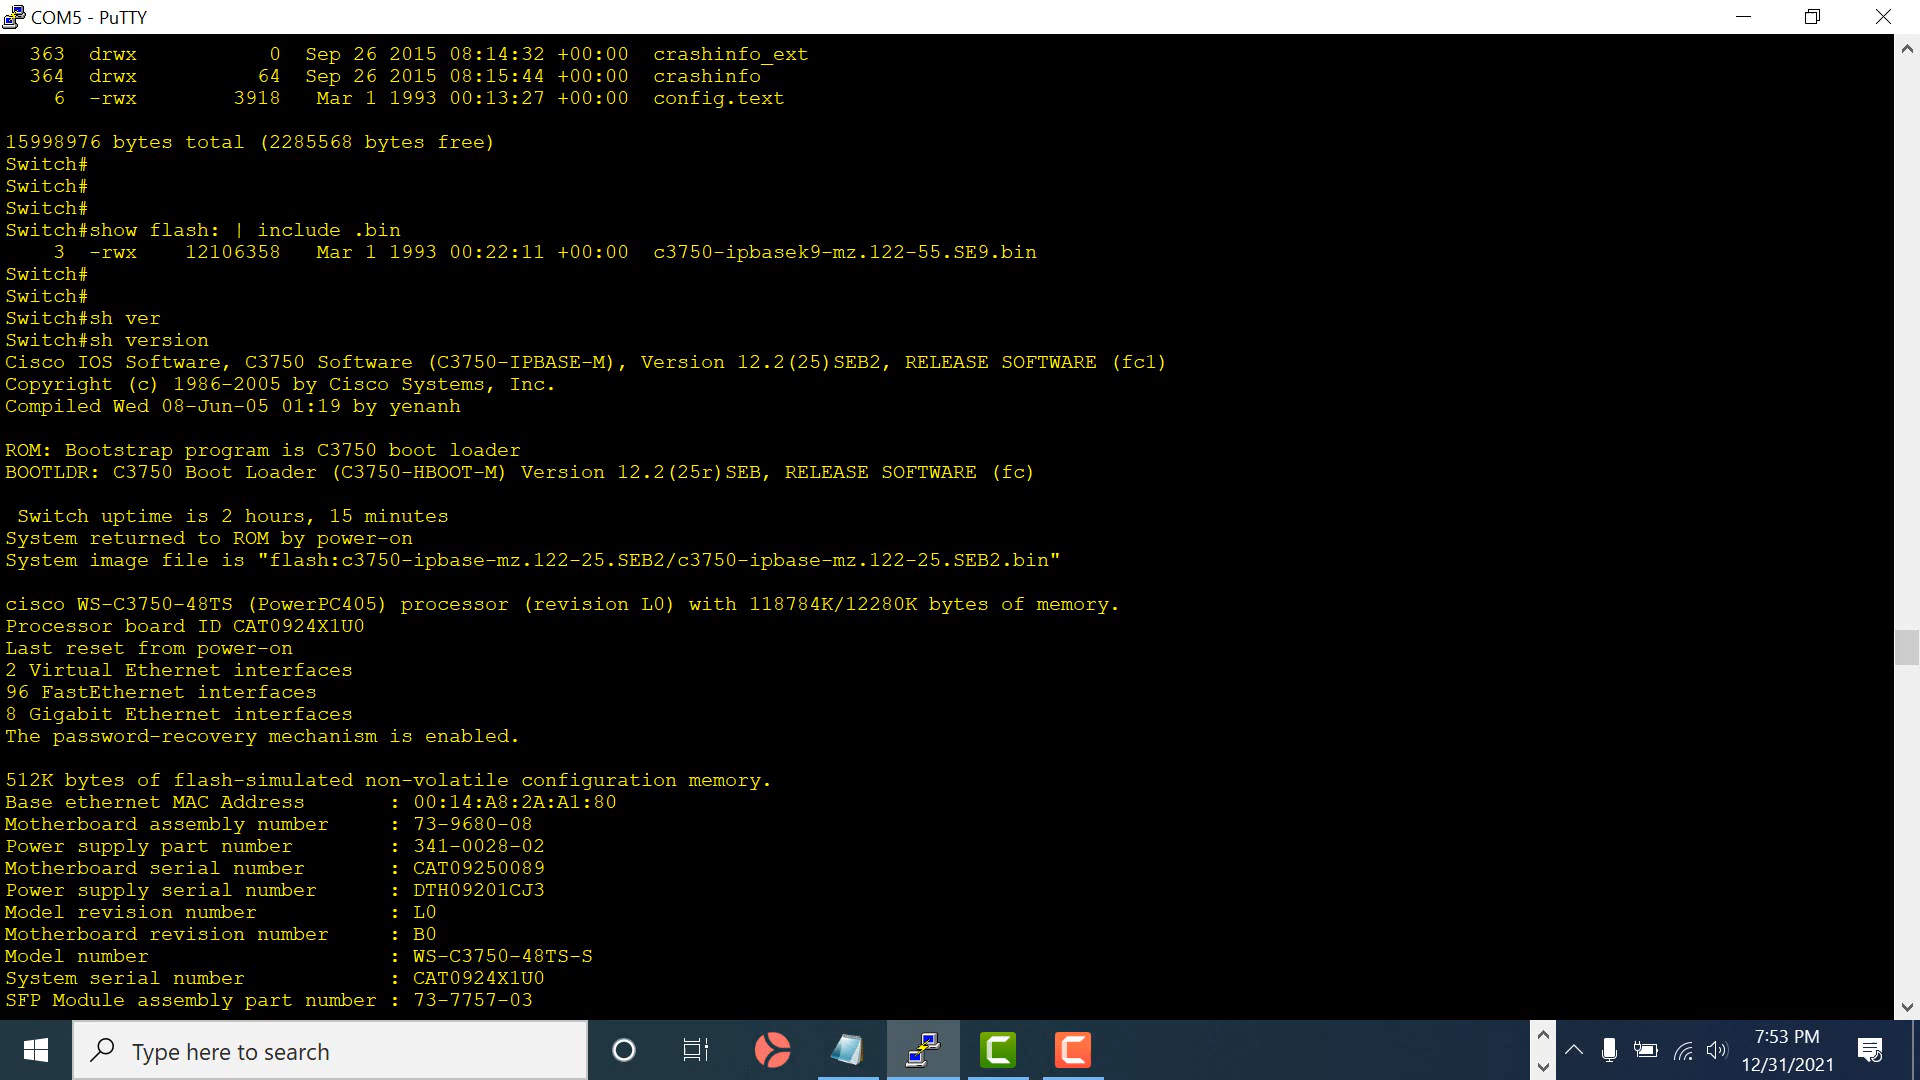 COM5 - PuTTY
363 drwx 0 Sep 26 2015 08:14:32 +00:00 crashinfo_ext
364 drwx 64 Sep 26 2015 08:15:44 +00:00 crashinfo
6 -rwx 3918 Mar 1 1993 00:13:27 +00:00 config.text
15998976 bytes total (2285568 bytes free)
Switch#
Switch#
Switch#
Switch#show flash: | include .bin
3 -rwx 12106358 Mar 1 1993 00:22:11 +00:00 c3750-ipbasek9-mz.122-55.SE9.bin
Switch#
Switch#
Switch#sh ver
Switch#sh version
Cisco IOS Software, C3750 Software (C3750-IPBASE-M), Version 12.2(25)SEB2, RELEASE SOFTWARE (fc1)
Copyright (c) 1986-2005 by Cisco Systems, Inc.
Compiled Wed 08-Jun-05 01:19 by yenanh
ROM: Bootstrap program is C3750 boot loader
BOOTLDR: C3750 Boot Loader (C3750-HBOOT-M) Version 12.2(25r)SEB, RELEASE SOFTWARE (fc)
Switch uptime is 2 hours, 15 minutes
System returned to ROM by power-on
System image file is "flash:c3750-ipbase-mz.122-25.SEB2/c3750-ipbase-mz.122-25.SEB2.bin"
cisco WS-C3750-48TS (PowerPC405) processor (revision L0) with 118784K/12280K bytes of memory.
Processor board ID CAT0924X1U0
Last reset from power-on
2 Virtual Ethernet interfaces
96 FastEthernet interfaces
8 Gigabit Ethernet interfaces
The password-recovery mechanism is enabled.
512K bytes of flash-simulated non-volatile configuration memory.
Base ethernet MAC Address : 00:14:A8:2A:A1:80
Motherboard assembly number : 73-9680-08
Power supply part number : 341-0028-02
Motherboard serial number : CAT09250089
Power supply serial number : DTH09201CJ3
Model revision number : L0
Motherboard revision number : B0
Model number : WS-C3750-48TS-S
System serial number : CAT0924X1U0
SFP Module assembly part number : 73-7757-03
Type here to search
7:53 PM
12/31/2021